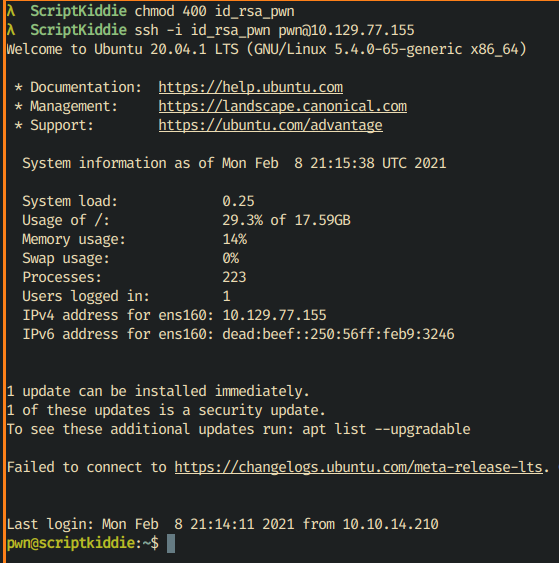 λ ScriptKiddie chmod 400 id_rsa_pwn
λ ScriptKiddie ssh -i id_rsa_pwn pwn@10.129.77.155
Welcome to Ubuntu 20.04.1 LTS (GNU/Linux 5.4.0-65-generic x86_64)
* Documentation: https://help.ubuntu.com
* Management: https://landscape.canonical.com
* Support: https://ubuntu.com/advantage
System information as of Mon Feb 8 21:15:38 UTC 2021
System load: 0.25
Usage of /: 29.3% of 17.59GB
Memory usage: 14%
Swap usage: 0%
Processes: 223
Users logged in: 1
IPv4 address for ens160: 10.129.77.155
IPv6 address for ens160: dead:beef::250:56ff:feb9:3246
1 update can be installed immediately.
1 of these updates is a security update.
To see these additional updates run: apt list --upgradable
Failed to connect to https://changelogs.ubuntu.com/meta-release-lts.
Last login: Mon Feb 8 21:14:11 2021 from 10.10.14.210
pwn@scriptkiddie:~$